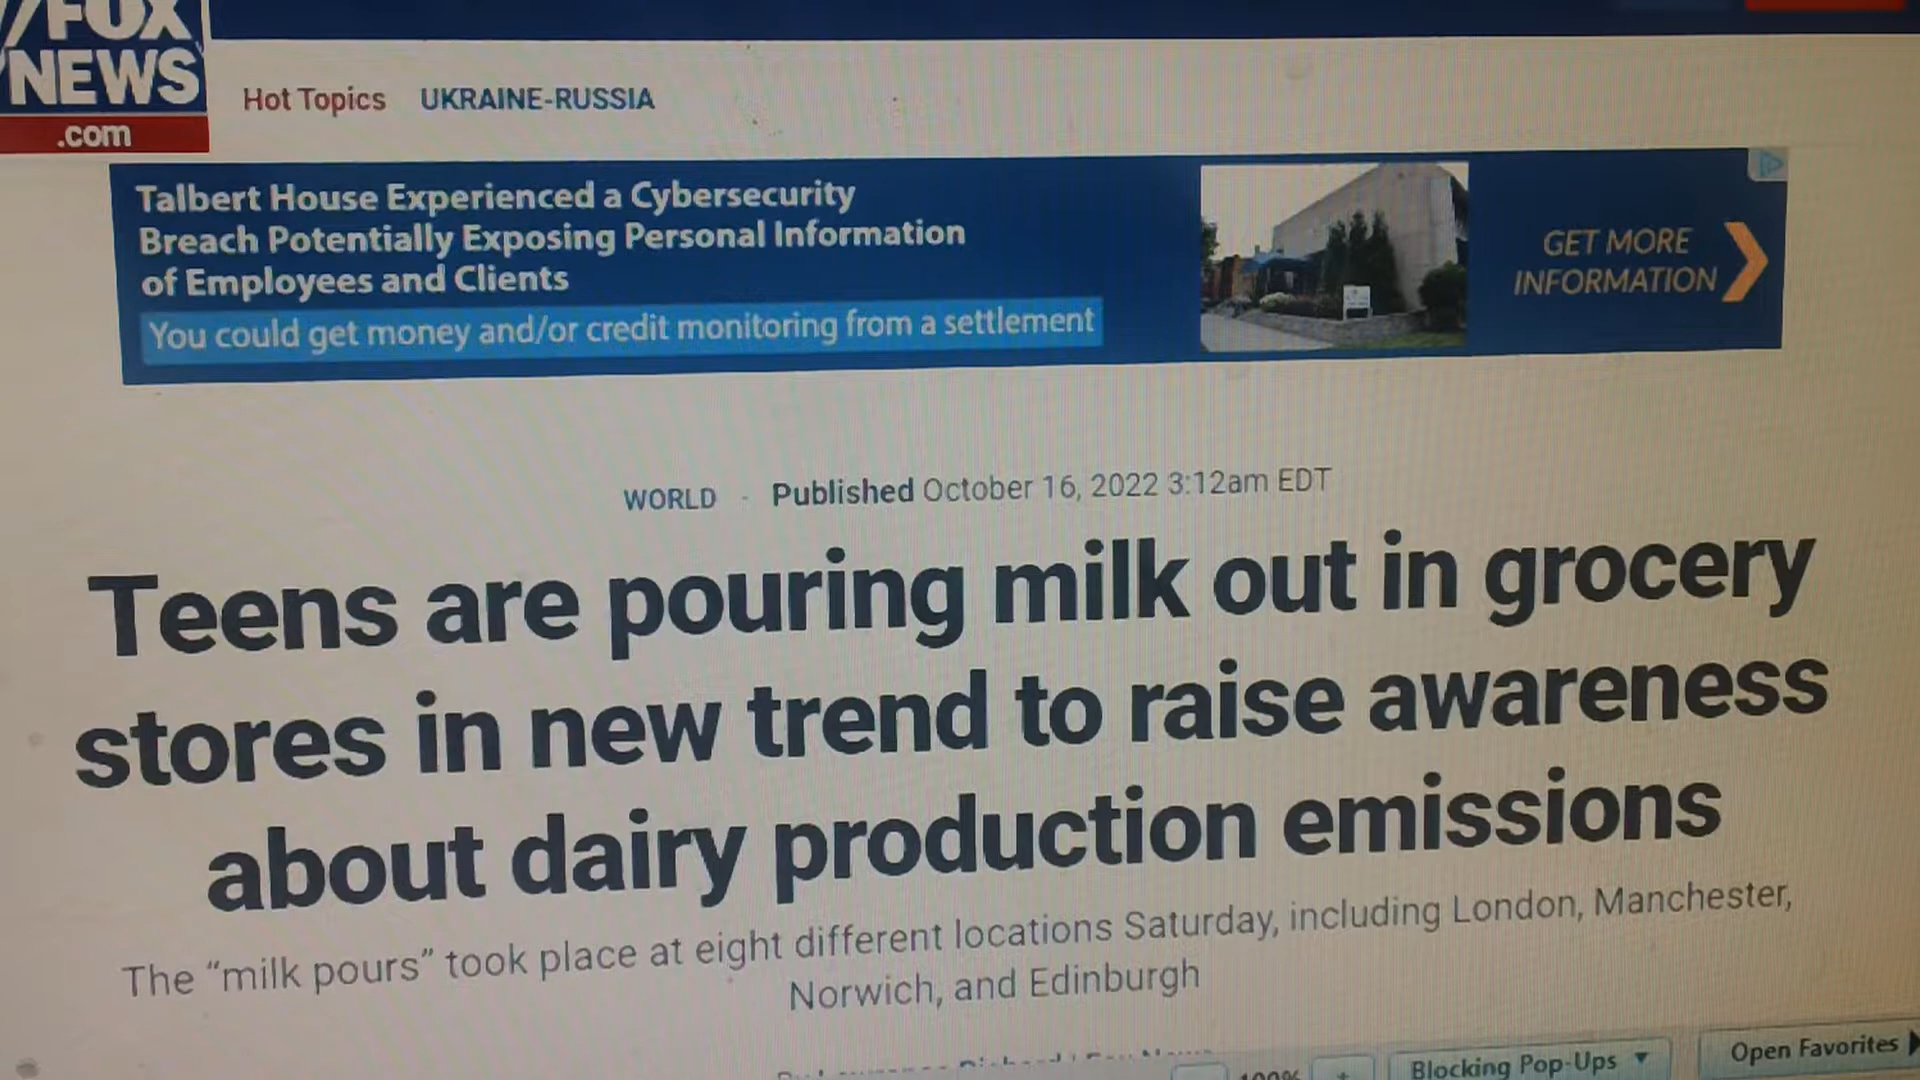 FOX
NEWS
.com
Hot Topics UKRAINE-RUSSIA
Talbert House Experienced a Cybersecurity
Breach Potentially Exposing Personal Information
of Employees and Clients
You could get money and/or credit monitoring from a settlement
GET MORE
INFORMATION
WORLD - Published October 16, 2022 3:12am EDT
Teens are pouring milk out in grocery
stores in new trend to raise awareness
about dairy production emissions
The “milk pours” took place at eight different locations Saturday, including London, Manchester,
Norwich, and Edinburgh
100% + Blocking Pop-Ups Open Favorites